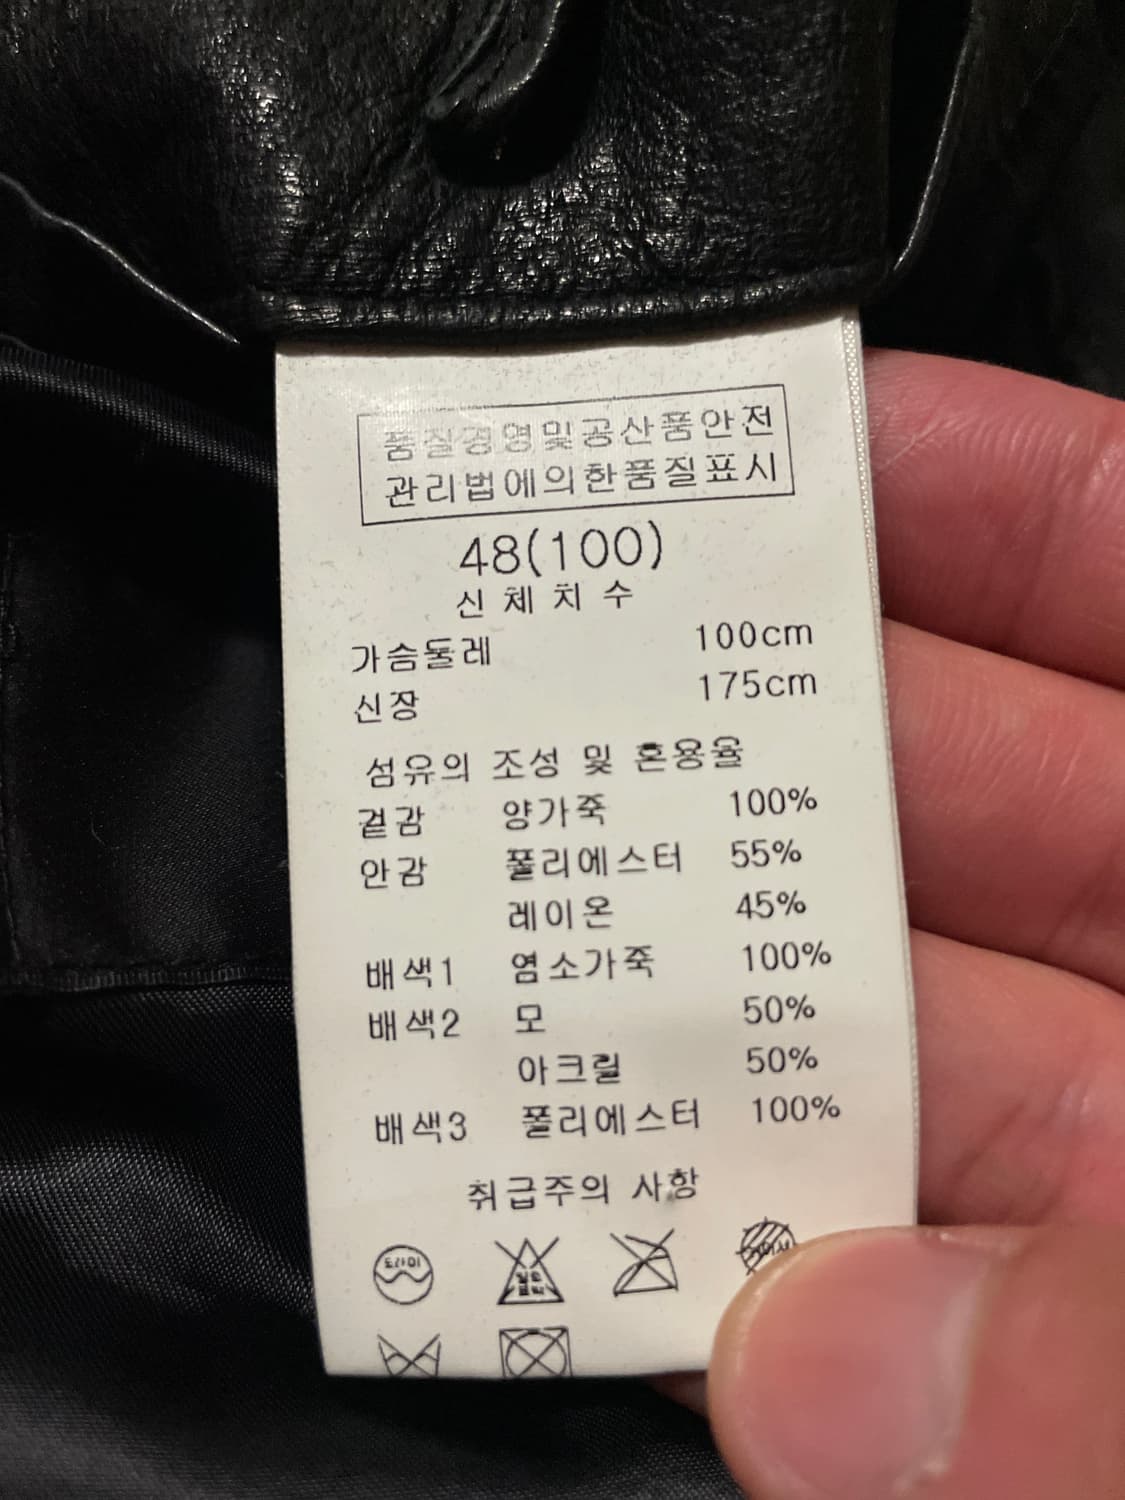 품질경영및공산품안전
관리법에의한품질표시
48(100)
신체치수
가슴둘레 100cm
신장 175cm
섬유의 조성 및 혼용율
겉감 양가죽 100%
안감 폴리에스터 55%
레이온 45%
배색1 염소가죽 100%
배색2 모 50%
아크릴 50%
배색3 폴리에스터 100%
취급주의 사항
드라이